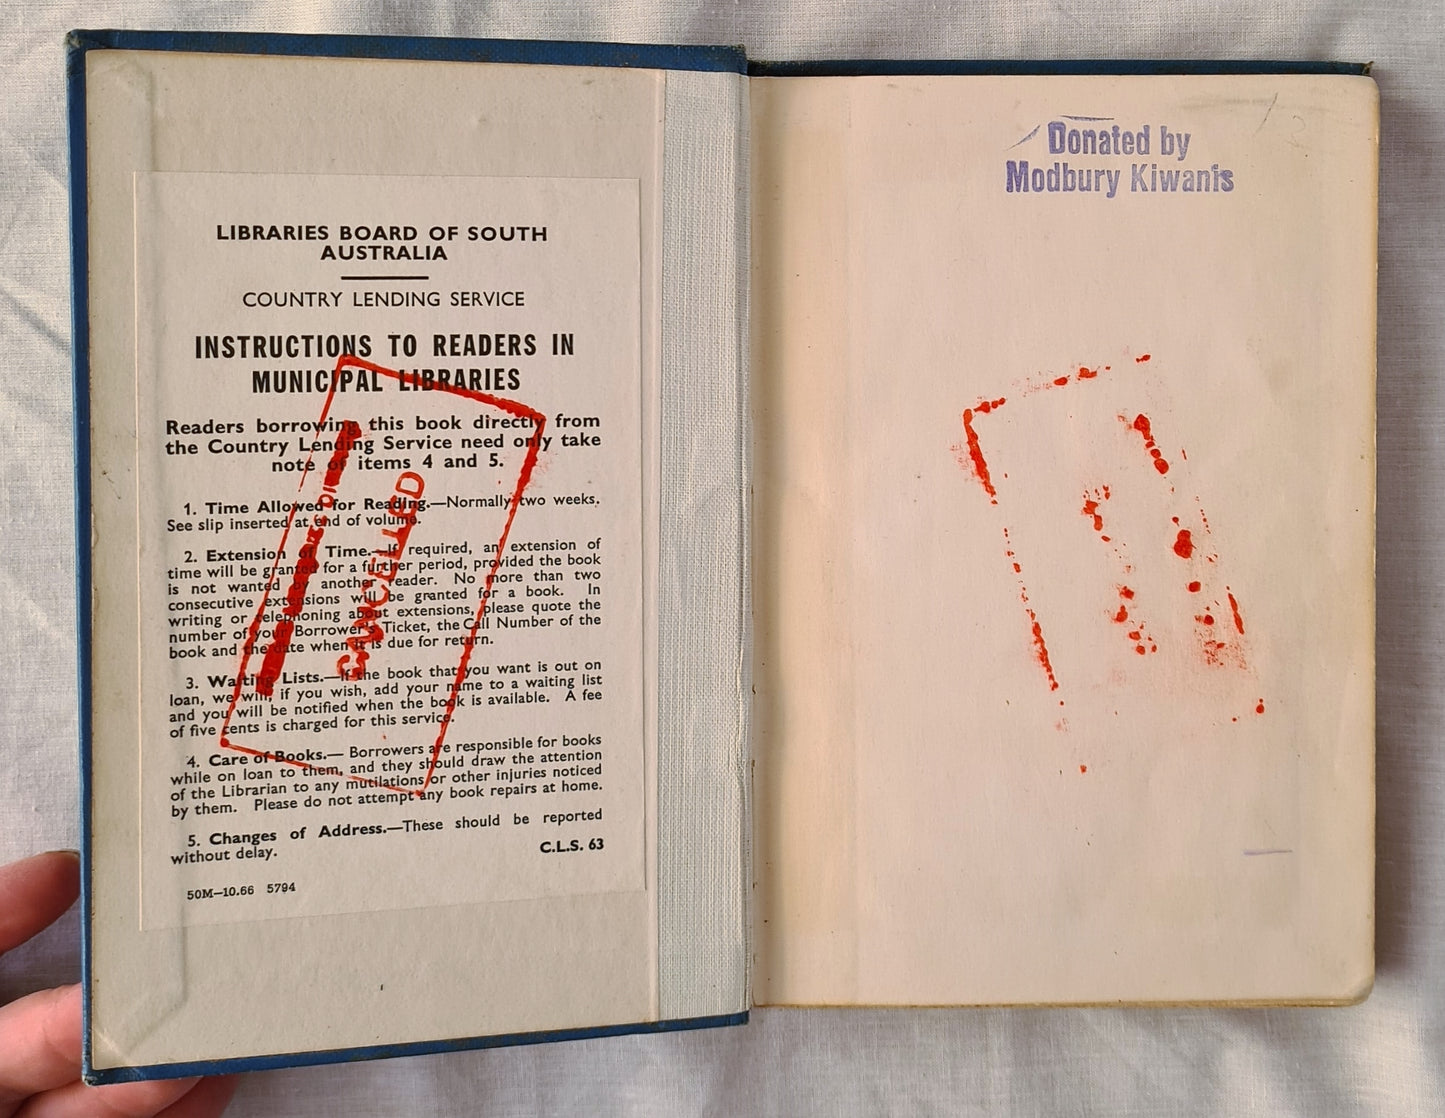 LIBRARIES BOARD OF SOUTH
AUSTRALIA
COUNTRY LENDING SERVICE
INSTRUCTIONS TO READERS IN
MUNICIPAL LIBRARIES
Readers borrowing this book directly from
the Country Lending Service need only take
note of items 4 and 5.
1. Time Allowed for Reading.—Normally two weeks.
See slip inserted at end of volume.
2. Extension of Time.—If required, an extension of
time will be granted for a further period, provided the book
is not wanted by another reader. No more than two
consecutive extensions will be granted for a book. In
writing or telephoning about extensions, please quote the
number of your Borrower's Ticket, the Call Number of the
book and the date when it is due for return.
3. Waiting Lists.—If the book that you want is out on
loan, we will, if you wish, add your name to a waiting list
and you will be notified when the book is available. A fee
of five cents is charged for this service.
4. Care of Books.— Borrowers are responsible for books
while on loan to them, and they should draw the attention
of the Librarian to any mutilations or other injuries noticed
by them. Please do not attempt any book repairs at home.
5. Changes of Address.—These should be reported
without delay.
C.L.S. 63
50M—10.66 5794
CANCELLED
Donated by
Modbury Kiwanis